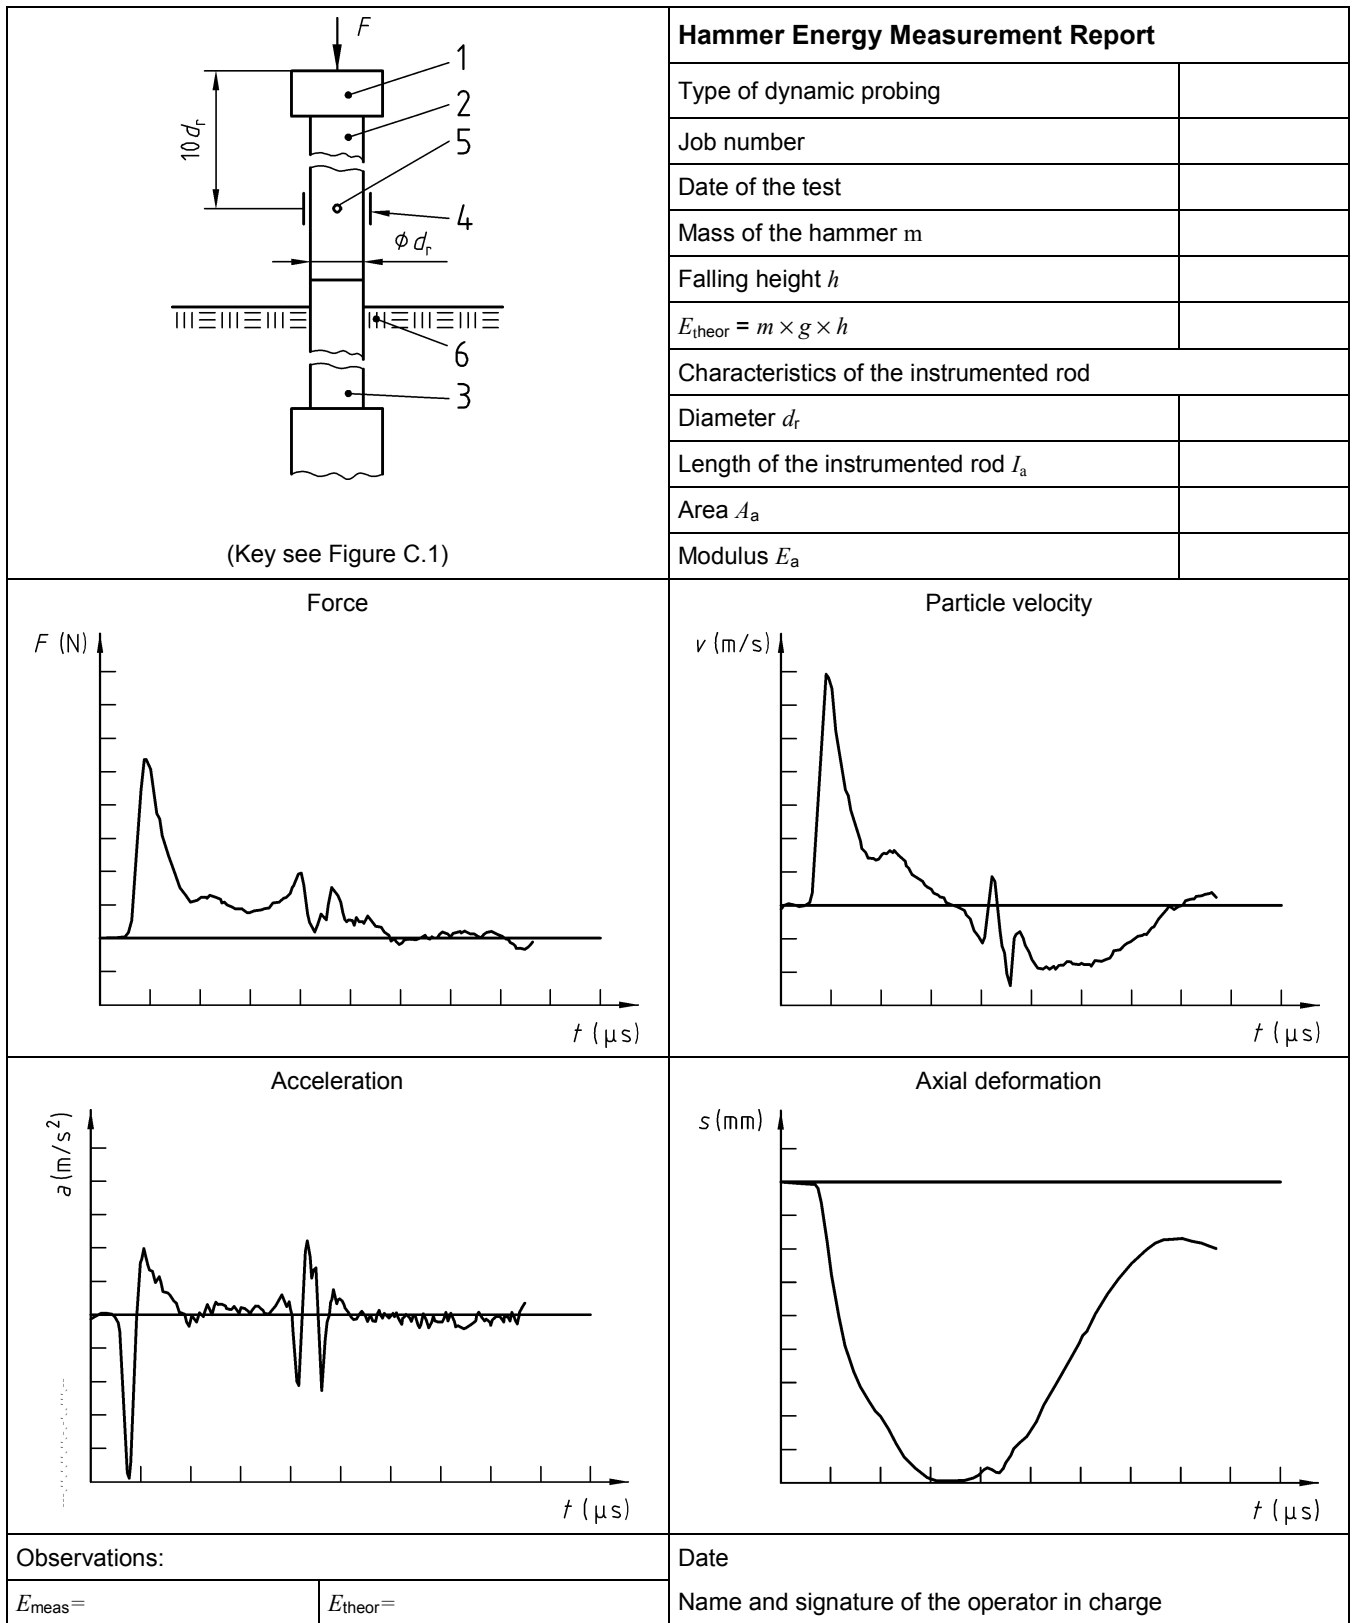 F
1
2
5
10 dr
4
ϕ dr
6
3
(Key see Figure C.1)
Hammer Energy Measurement Report
Type of dynamic probing
Job number
Date of the test
Mass of the hammer m
Falling height h
Etheor = m × g × h
Characteristics of the instrumented rod
Diameter dr
Length of the instrumented rod Ia
Area Aa
Modulus Ea
Force
F (N)
t (µs)
Particle velocity
v (m/s)
t (µs)
Acceleration
a (m/s²)
t (µs)
Axial deformation
s (mm)
t (µs)
Observations:
Emeas=
Etheor=
Date
Name and signature of the operator in charge